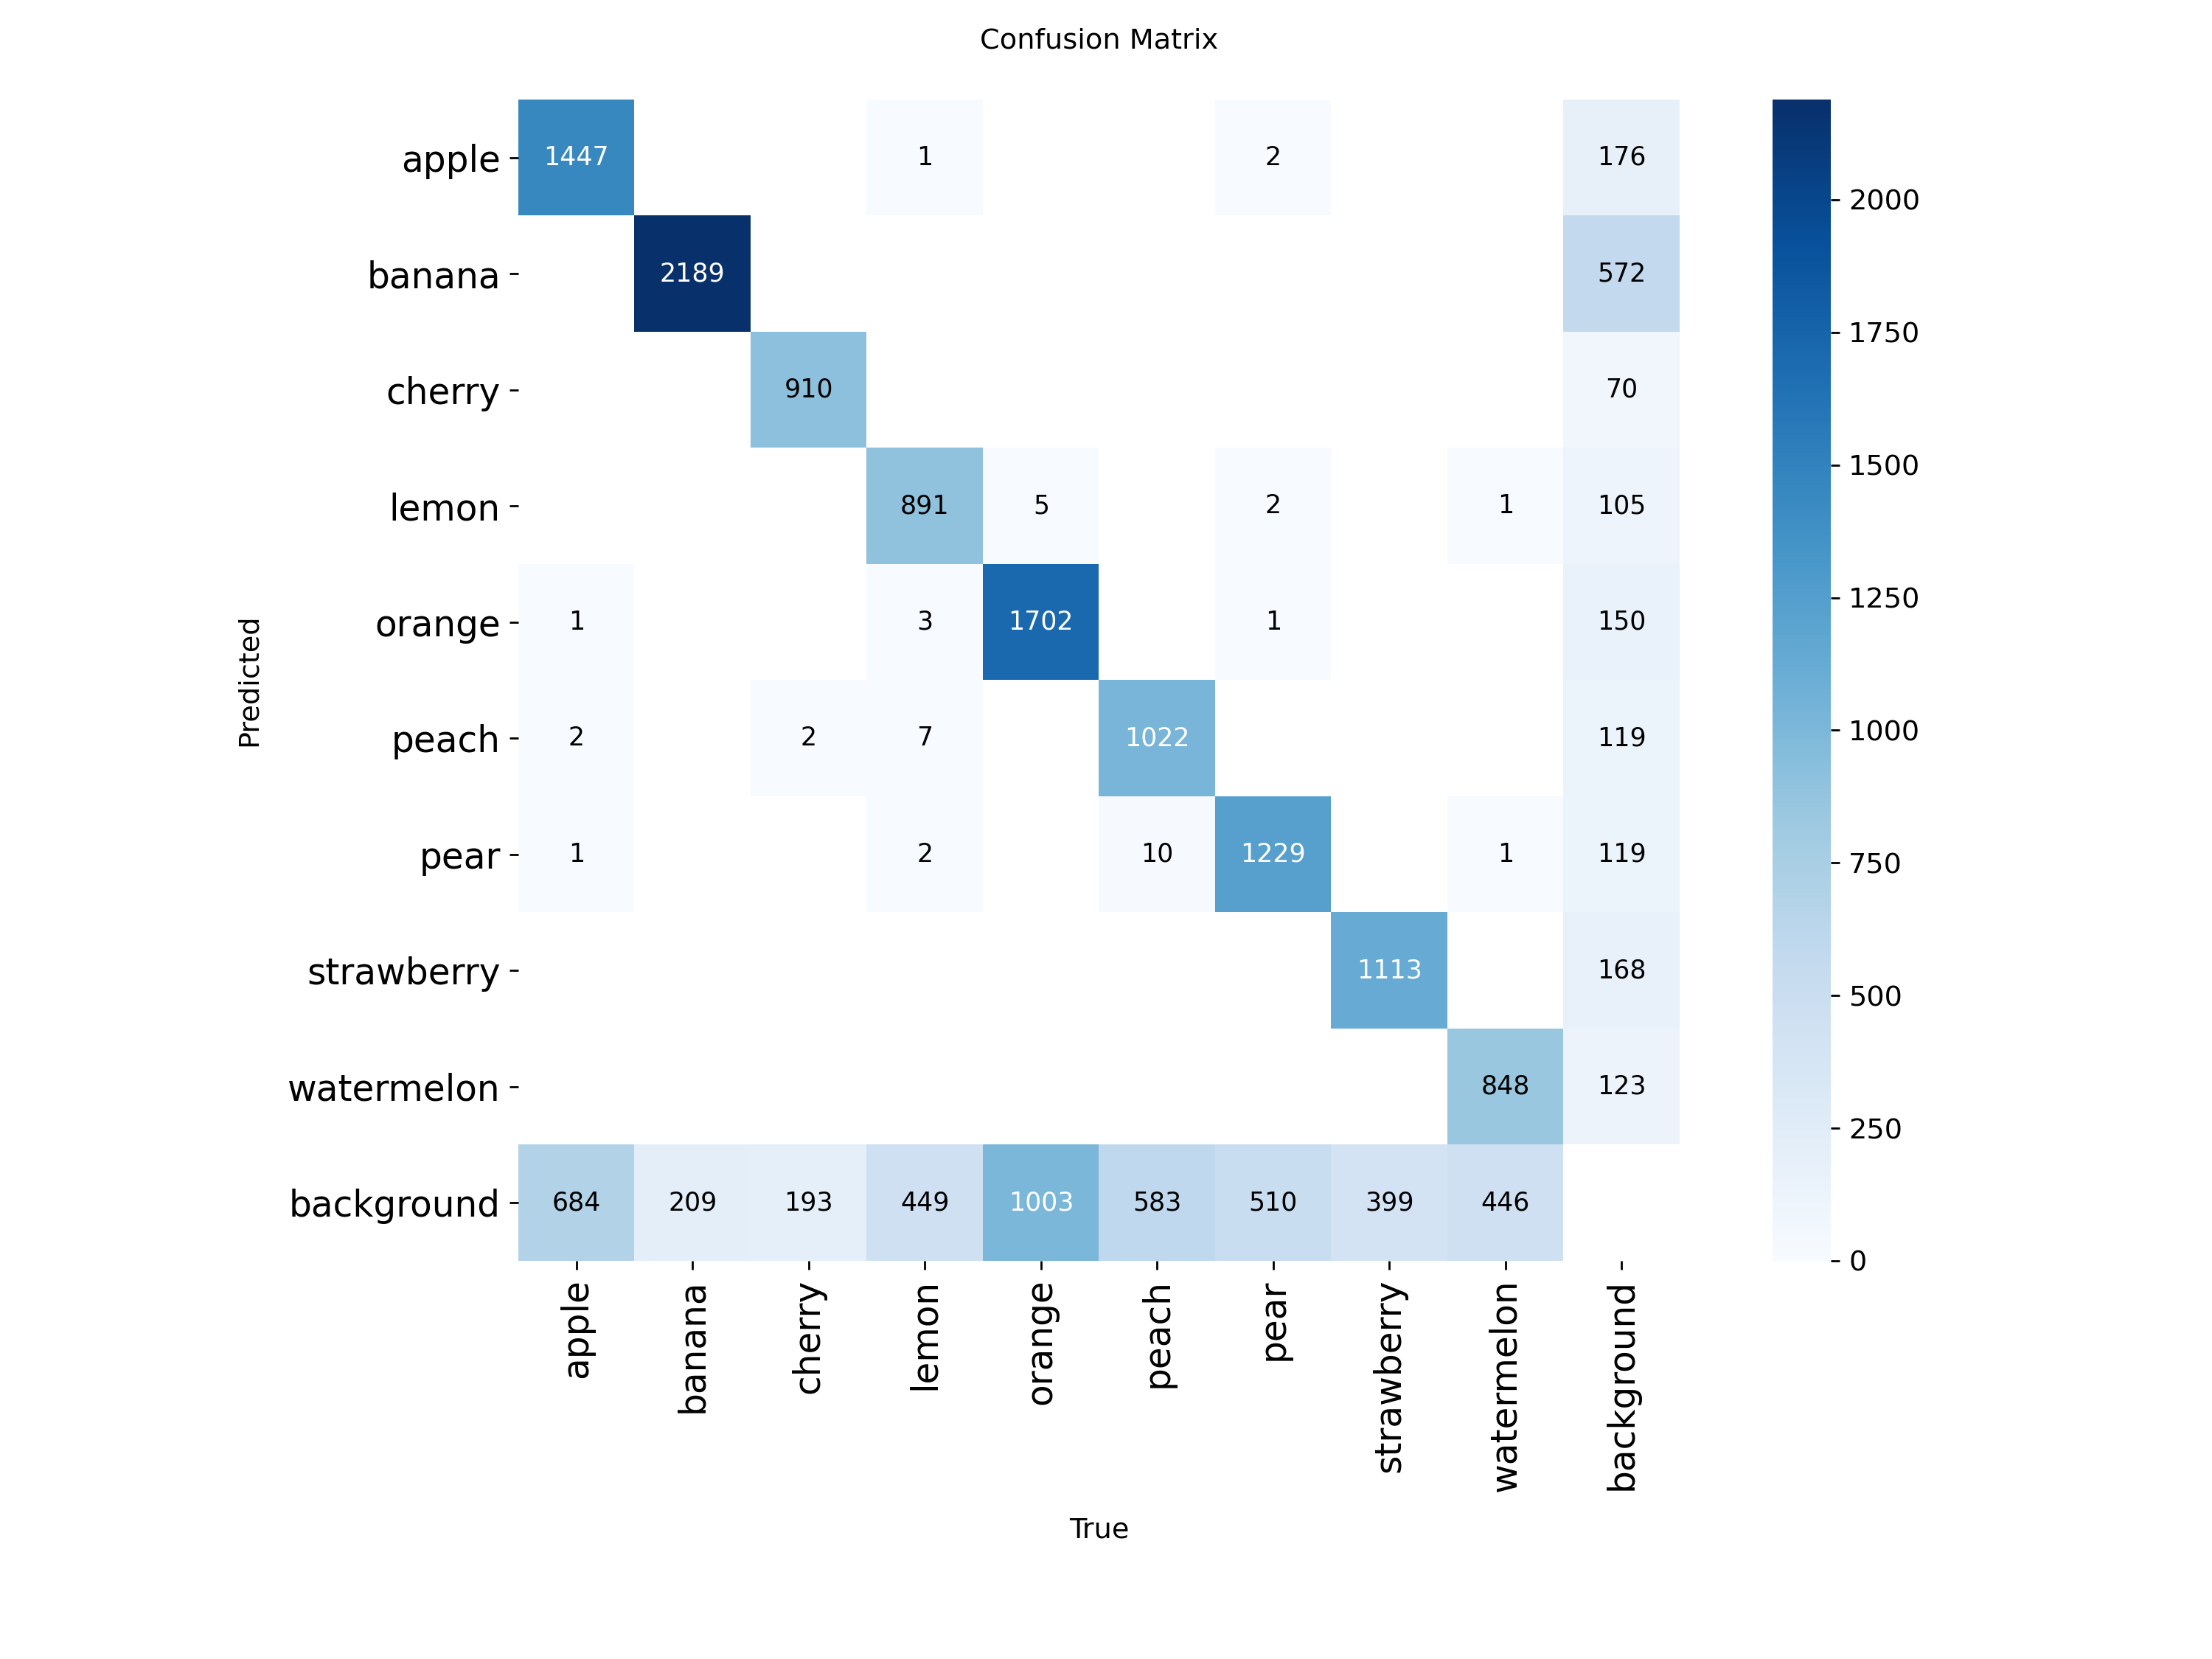 Confusion Matrix
Predicted
apple 1447 1 2 176
banana 2189 572
cherry 910 70
lemon 891 5 2 1 105
orange 1 3 1702 1 150
peach 2 2 7 1022 119
pear 1 2 10 1229 1 119
strawberry 1113 168
watermelon 848 123
background 684 209 193 449 1003 583 510 399 446
apple banana cherry lemon orange peach pear strawberry watermelon background
True
2000
1750
1500
1250
1000
750
500
250
0